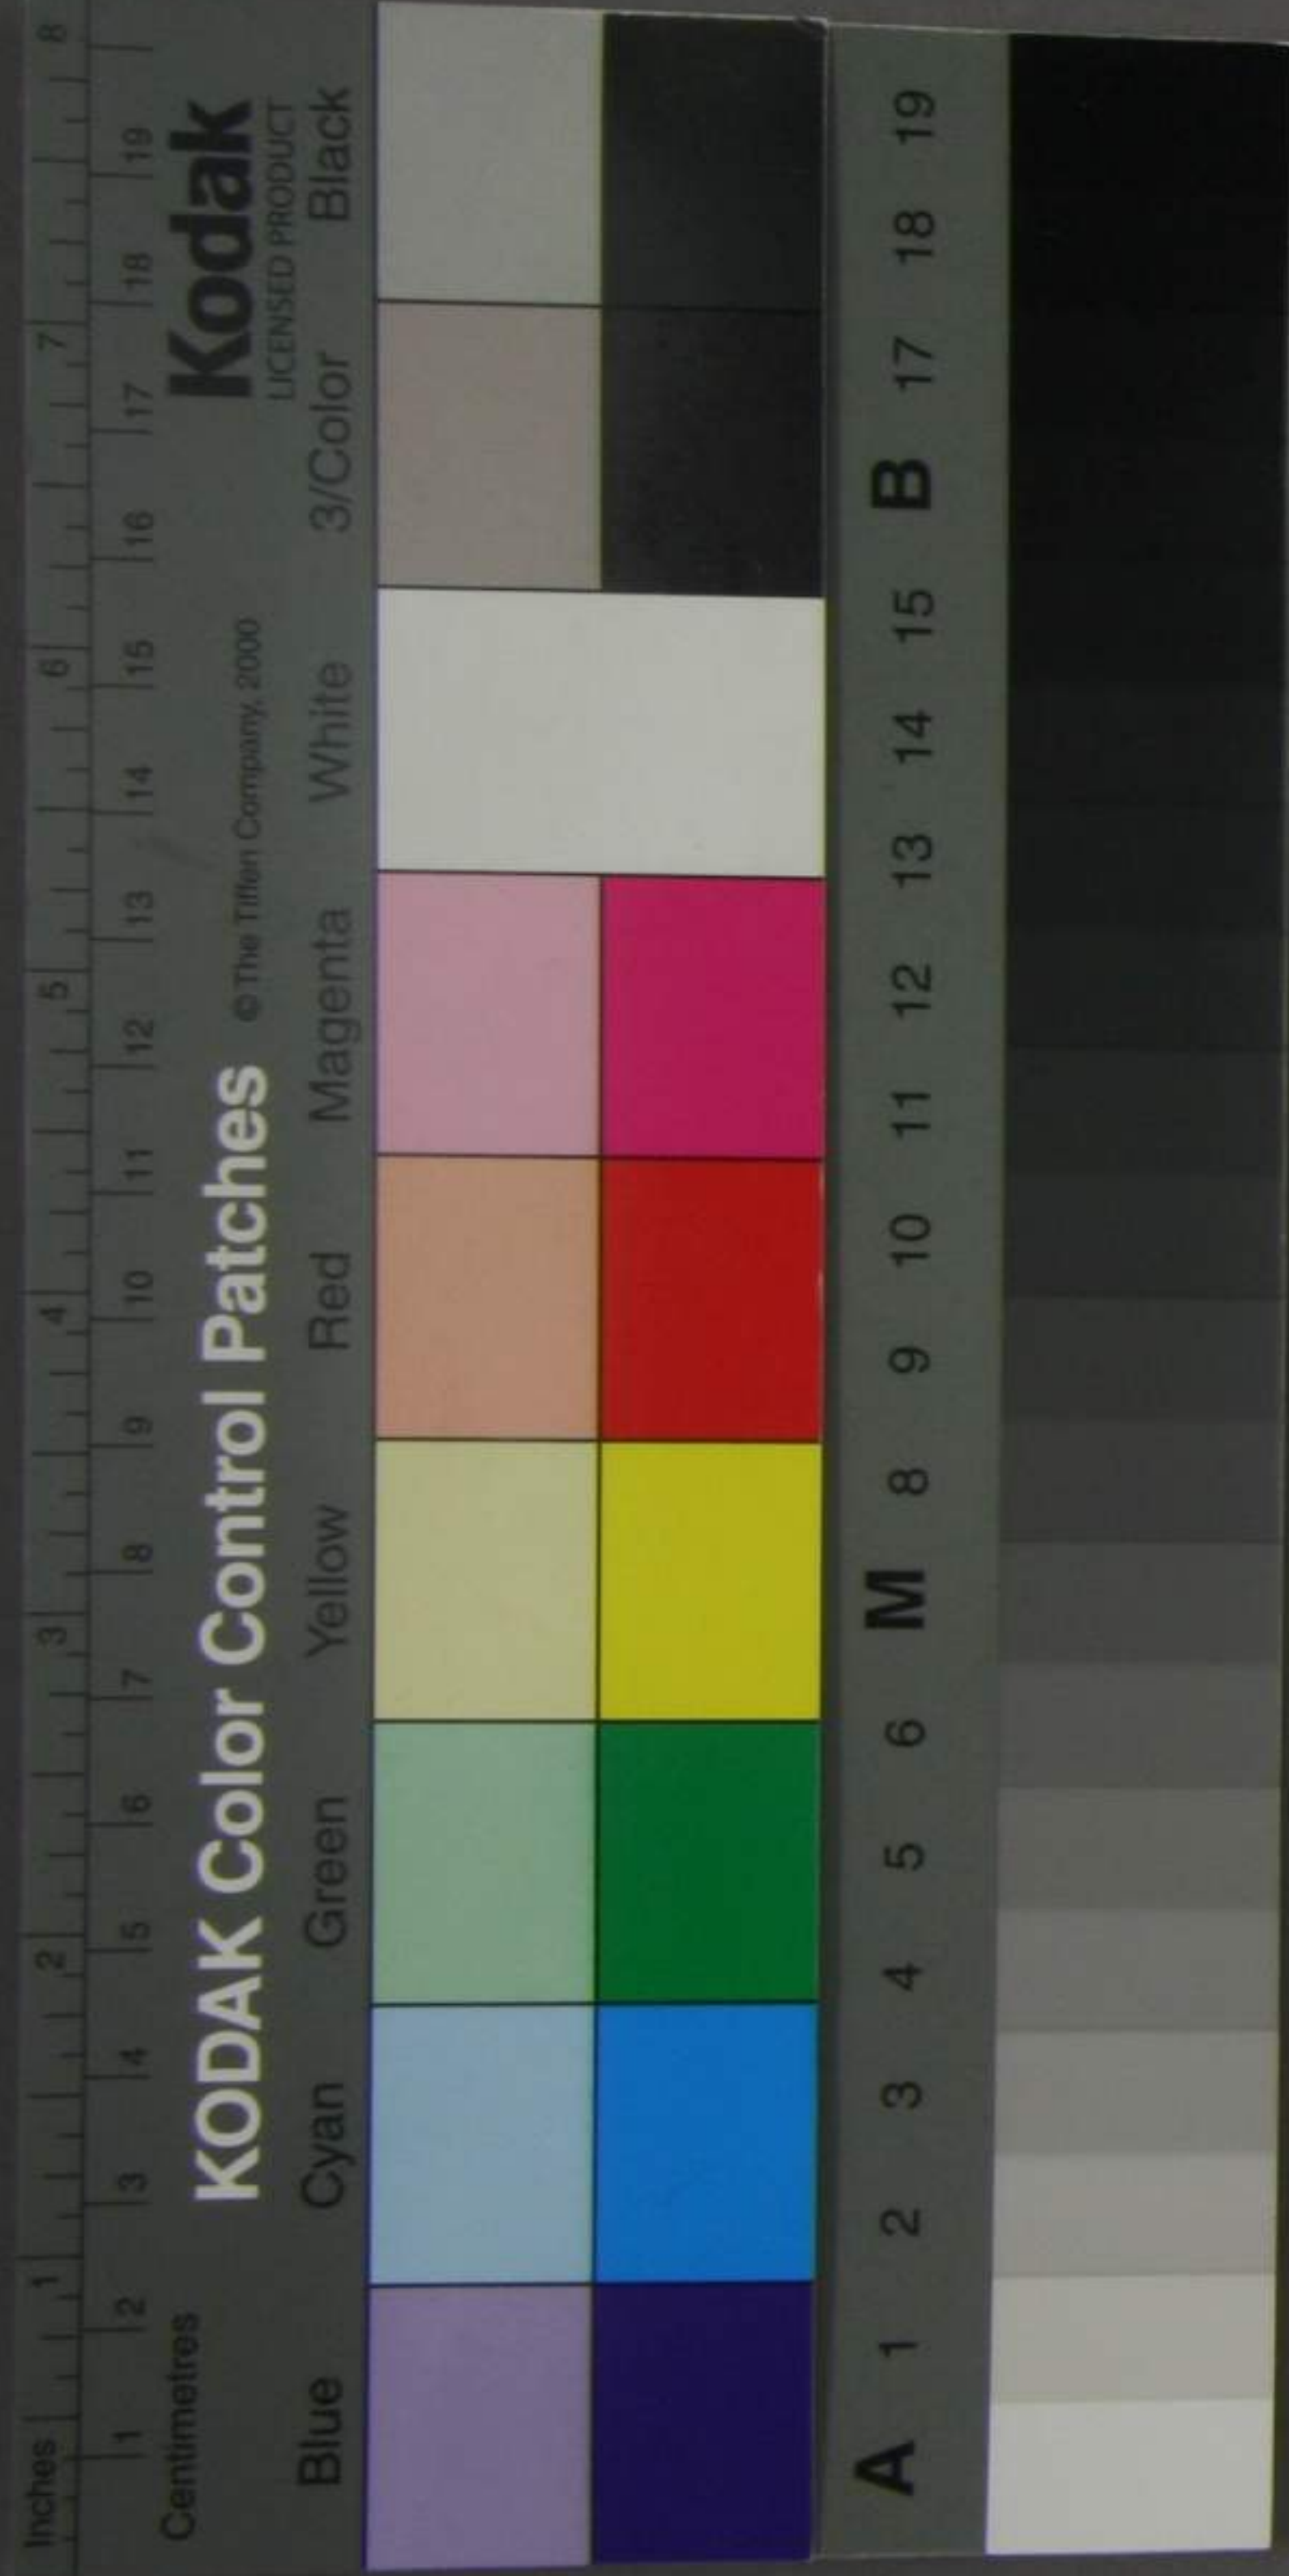 Inches 1 2 3 4 5 6 7 8
1 2 3 4 5 6 7 8 9 10 11 12 13 14 15 16 17 18 19
Centimetres
KODAK Color Control Patches © The Tiffen Company, 2000 Kodak
LICENSED PRODUCT
Blue Cyan Green Yellow Red Magenta White 3/Color Black
A 1 2 3 4 5 6 M 8 9 10 11 12 13 14 15 B 17 18 19